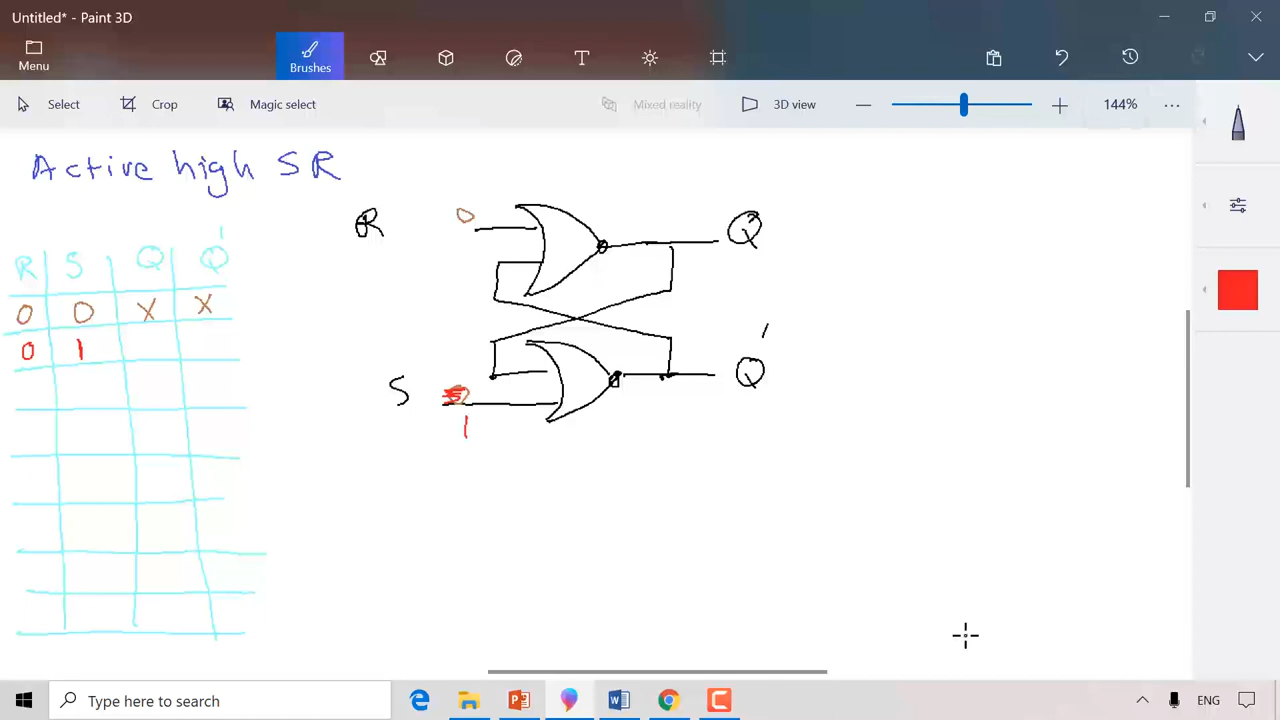 Untitled* - Paint 3D
Menu
Brushes
Select
Crop
Magic select
Mixed reality
3D view
144%
Active high SR
R S Q Q'
0 0 X X
0 1
R 0 Q
S Q'
1
Type here to search
ENG